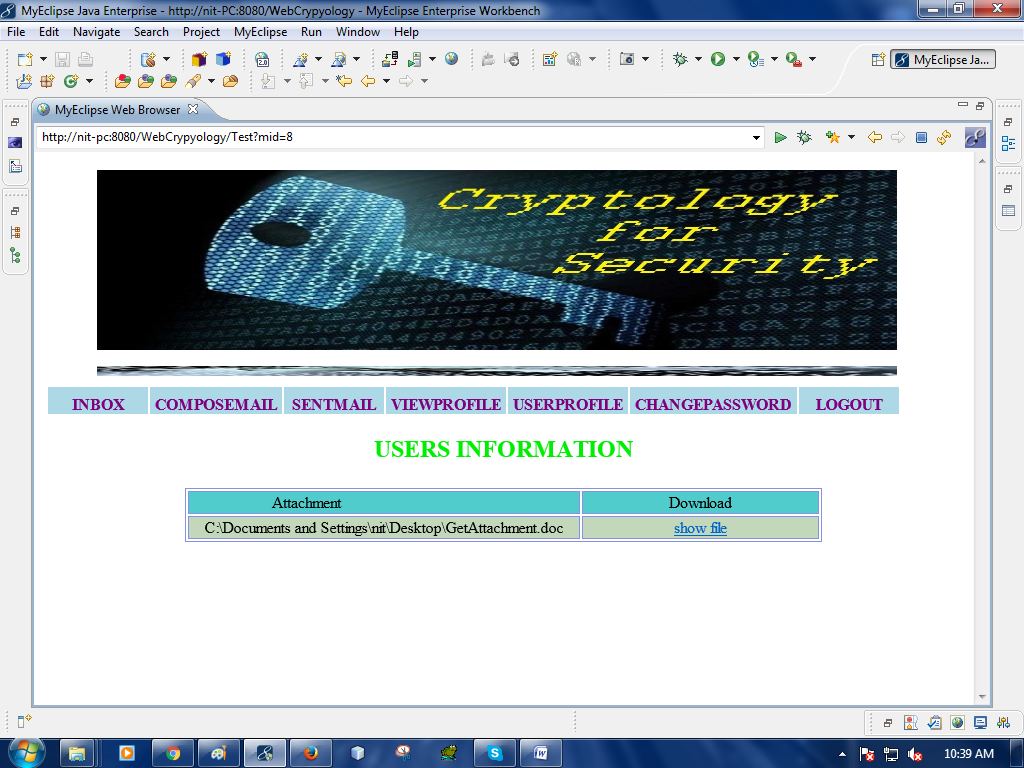 MyEclipse Java Enterprise - http://nit-PC:8080/WebCrypyology - MyEclipse Enterprise Workbench
File Edit Navigate Search Project MyEclipse Run Window Help
MyEclipse Ja...
MyEclipse Web Browser
http://nit-pc:8080/WebCrypyology/Test?mid=8
Cryptology
for
Security
INBOX COMPOSEMAIL SENTMAIL VIEWPROFILE USERPROFILE CHANGEPASSWORD LOGOUT
USERS INFORMATION
Attachment Download
C:\Documents and Settings\nit\Desktop\GetAttachment.doc show file
10:39 AM